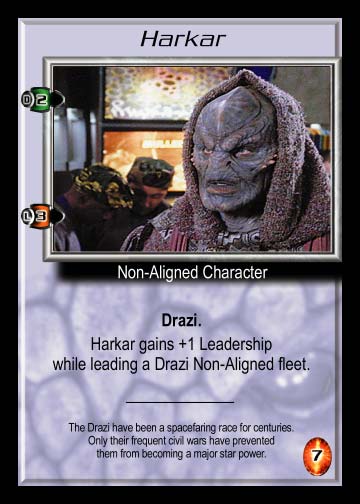 Harkar
D 2
L 3
Non-Aligned Character
Drazi.
Harkar gains +1 Leadership
while leading a Drazi Non-Aligned fleet.
The Drazi have been a spacefaring race for centuries.
Only their frequent civil wars have prevented
them from becoming a major star power.
7